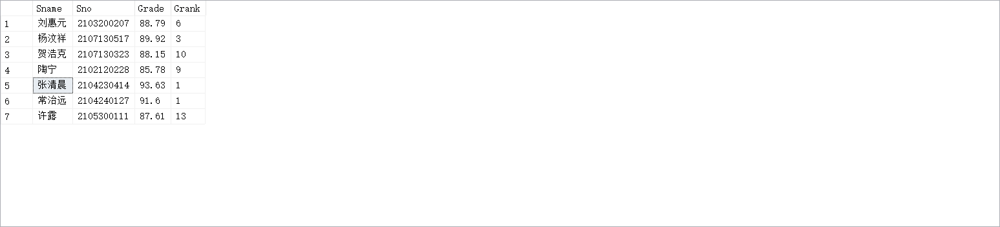 Sname Sno Grade Grank
1 刘惠元 2103200207 88.79 6
2 杨汶祥 2107130517 89.92 3
3 贺浩克 2107130323 88.15 10
4 陶宁 2102120228 85.78 9
5 张清晨 2104230414 93.63 1
6 常治远 2104240127 91.6 1
7 许露 2105300111 87.61 13